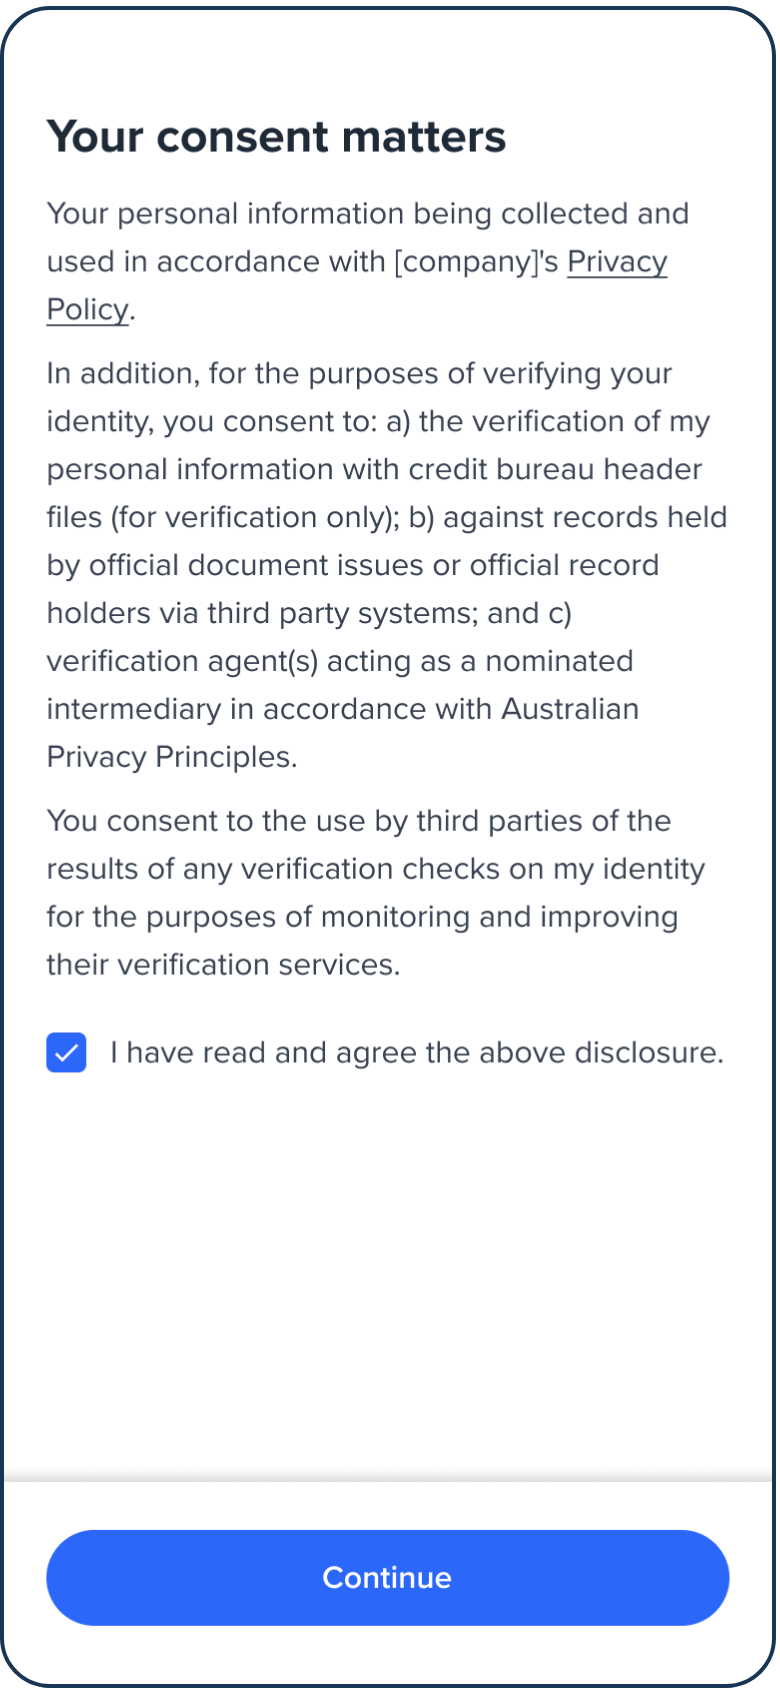 Your consent matters
Your personal information being collected and
used in accordance with [company]'s Privacy
Policy.
In addition, for the purposes of verifying your
identity, you consent to: a) the verification of my
personal information with credit bureau header
files (for verification only); b) against records held
by official document issues or official record
holders via third party systems; and c)
verification agent(s) acting as a nominated
intermediary in accordance with Australian
Privacy Principles.
You consent to the use by third parties of the
results of any verification checks on my identity
for the purposes of monitoring and improving
their verification services.
I have read and agree the above disclosure.
Continue